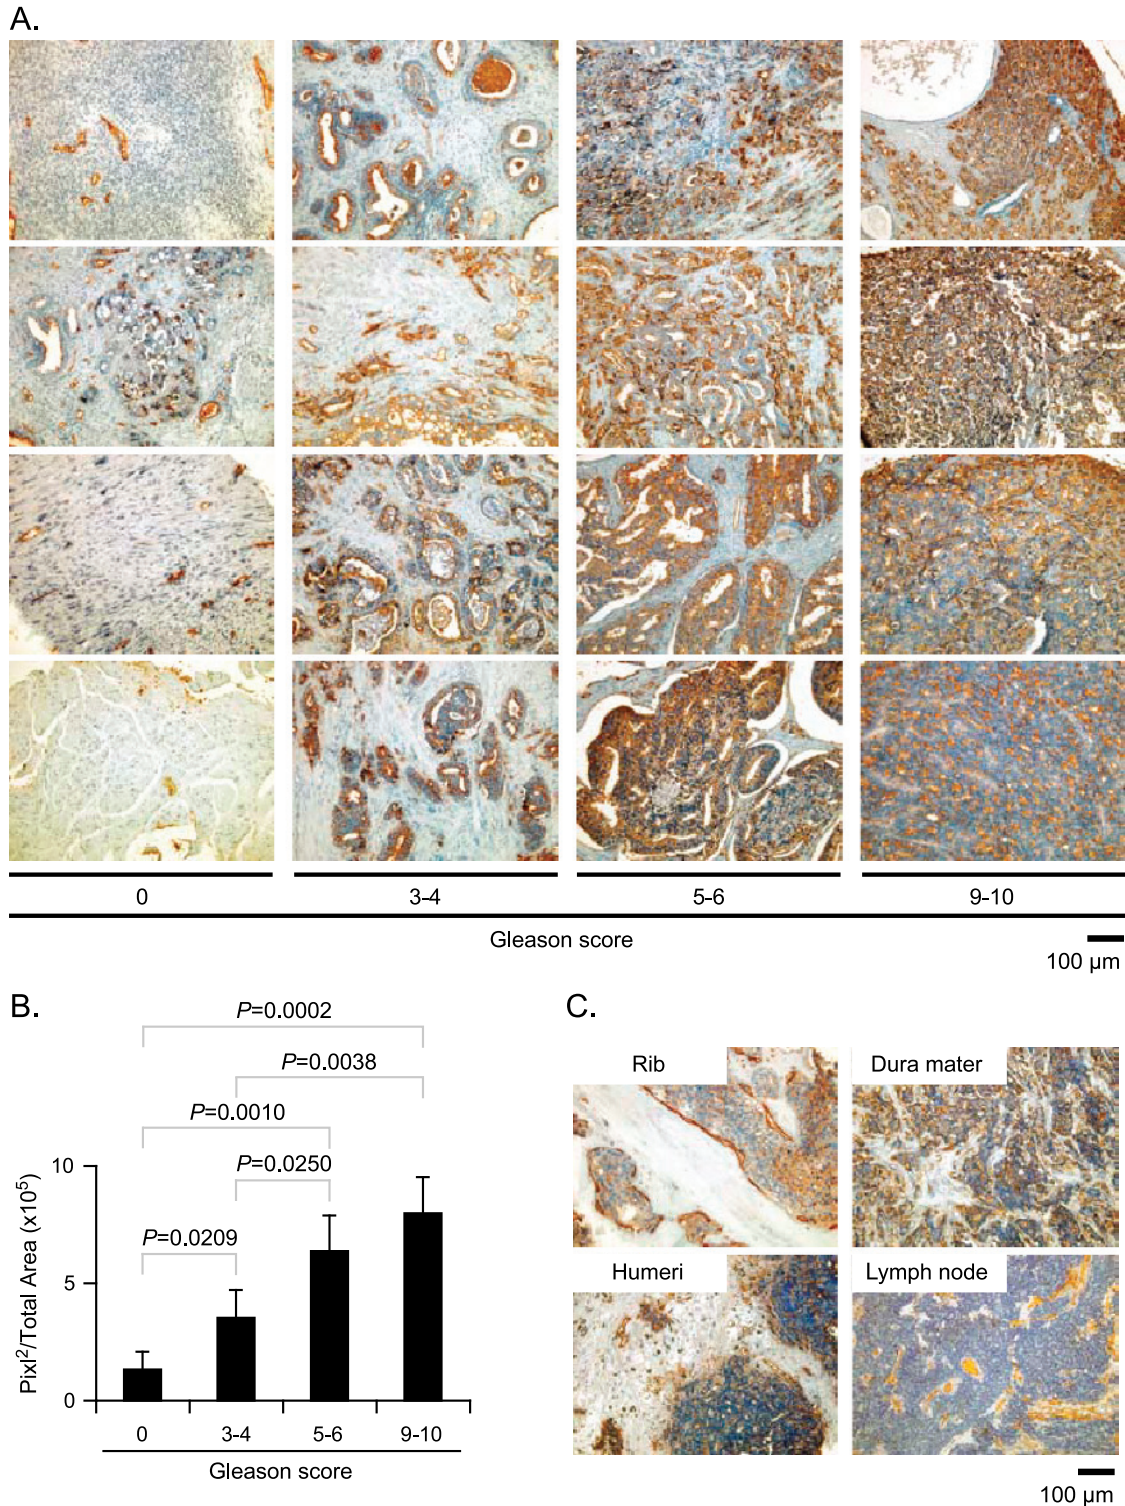 A.
0
3-4
5-6
9-10
Gleason score
100 µm
B.
P=0.0002
P=0.0038
P=0.0010
P=0.0250
P=0.0209
Pixl²/Total Area (x10⁵)
10
5
0
0
3-4
5-6
9-10
Gleason score
C.
Rib
Dura mater
Humeri
Lymph node
100 µm